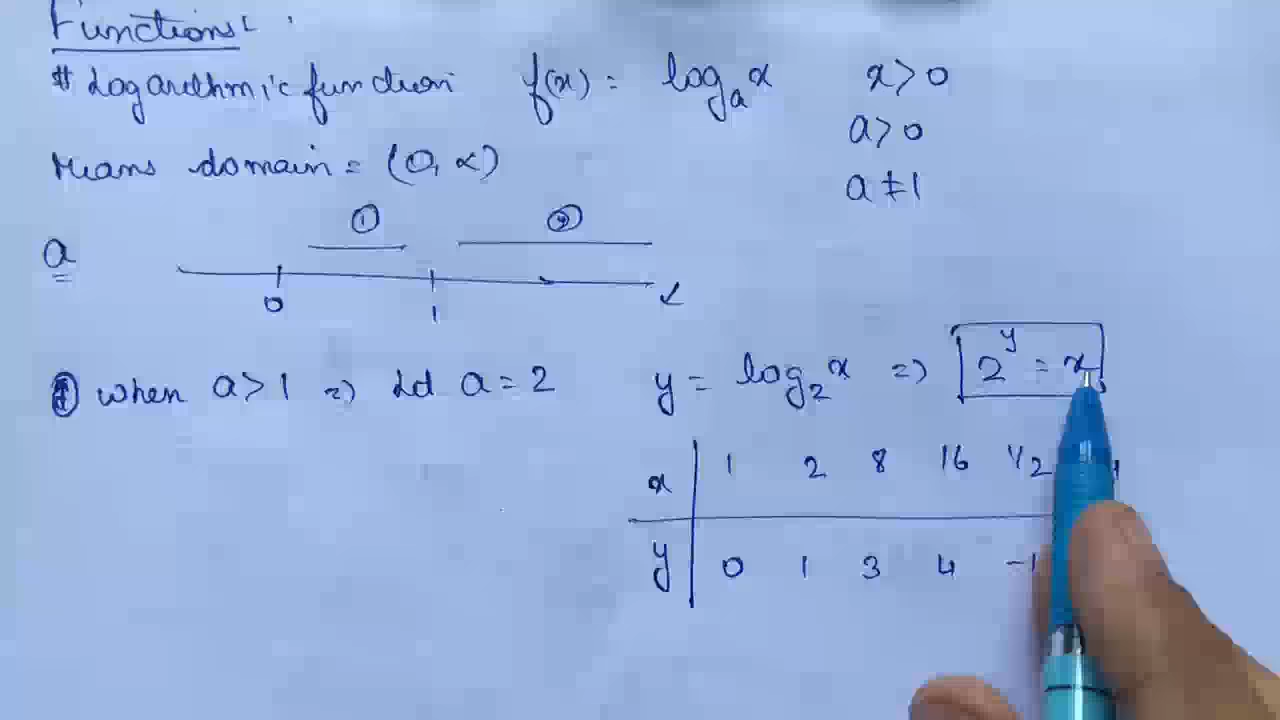 Functions:
# Logarithmic function f(x) = log_a x x > 0
a > 0
Means domain = (0, ∝)
a ≠ 1
① ②
a
0 1
① when a > 1 => Let a = 2 y = log_2 x => 2^y = x
x 1 2 8 16 1/2
y 0 1 3 4 -1